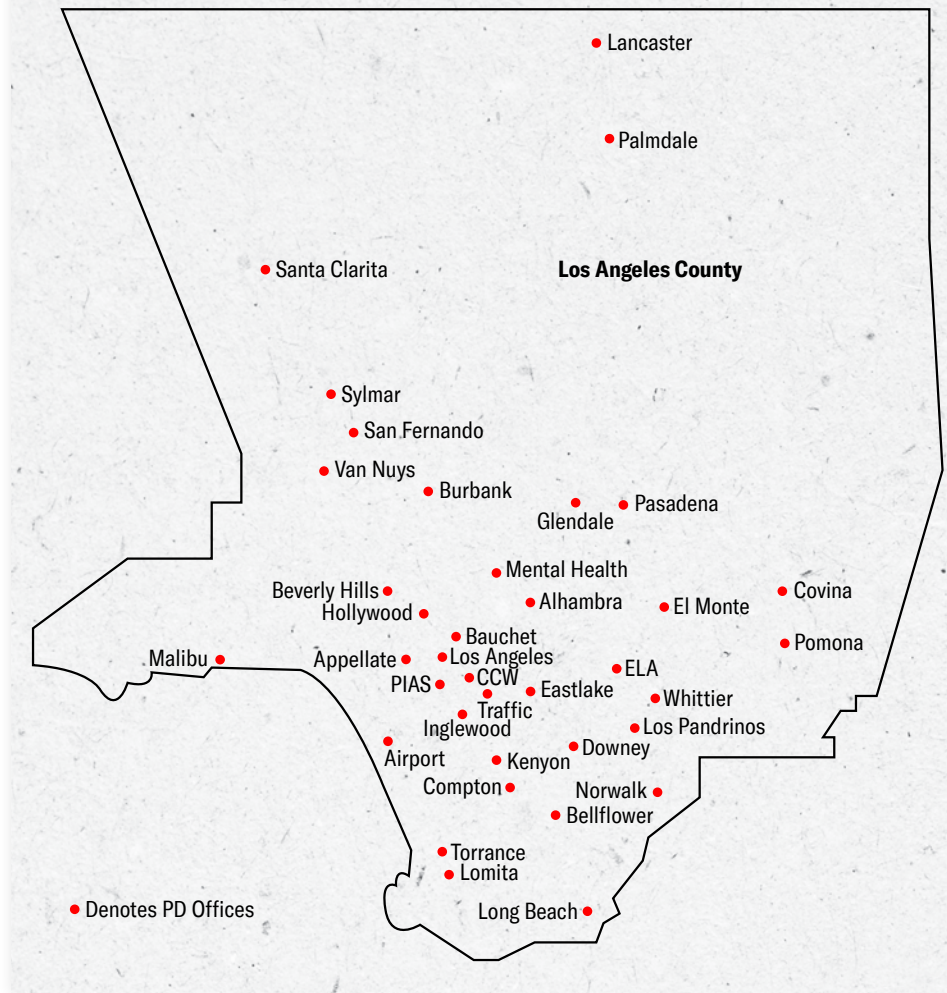 Lancaster
Palmdale
Santa Clarita
Los Angeles County
Sylmar
San Fernando
Van Nuys
Burbank
Glendale
Pasadena
Mental Health
Beverly Hills
Alhambra
El Monte
Covina
Hollywood
Bauchet
Pomona
Malibu
Appellate
Los Angeles
ELA
CCW
PIAS
Eastlake
Whittier
Traffic
Inglewood
Los Pandrinos
Airport
Downey
Kenyon
Compton
Norwalk
Bellflower
Torrance
Lomita
Denotes PD Offices
Long Beach